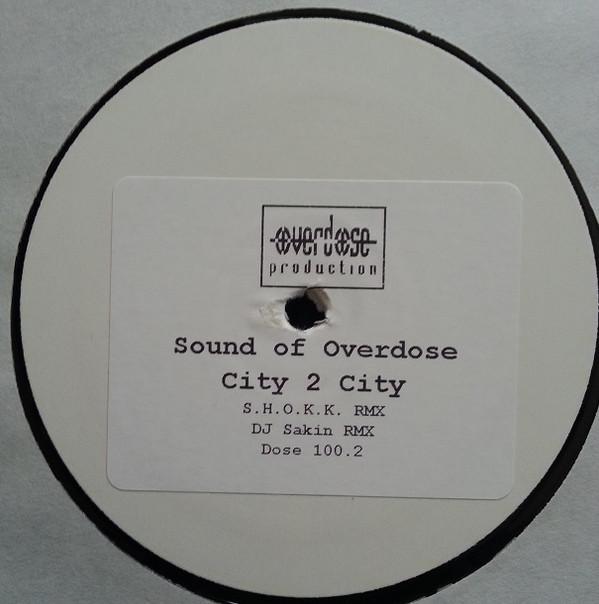 overdose
production
Sound of Overdose
City 2 City
S.H.O.K.K. RMX
DJ Sakin RMX
Dose 100.2